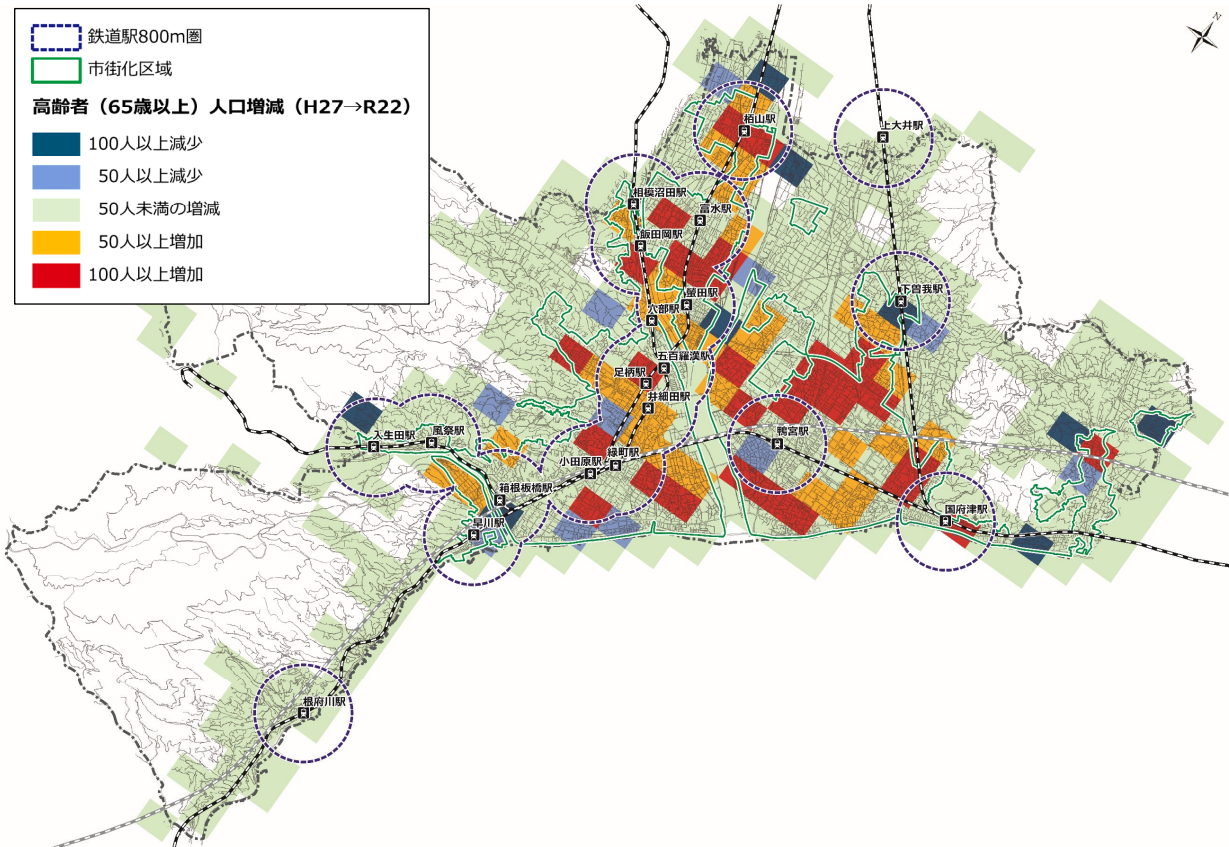 鉄道駅800m圏
市街化区域
高齢者（65歳以上）人口増減（H27→R22）
100人以上減少
50人以上減少
50人未満の増減
50人以上増加
100人以上増加
N
栢山駅
上大井駅
相模沼田駅
富水駅
飯田岡駅
下曽我駅
螢田駅
穴部駅
五百羅漢駅
足柄駅
井細田駅
入生田駅
風祭駅
鴨宮駅
緑町駅
小田原駅
箱根板橋駅
国府津駅
早川駅
根府川駅